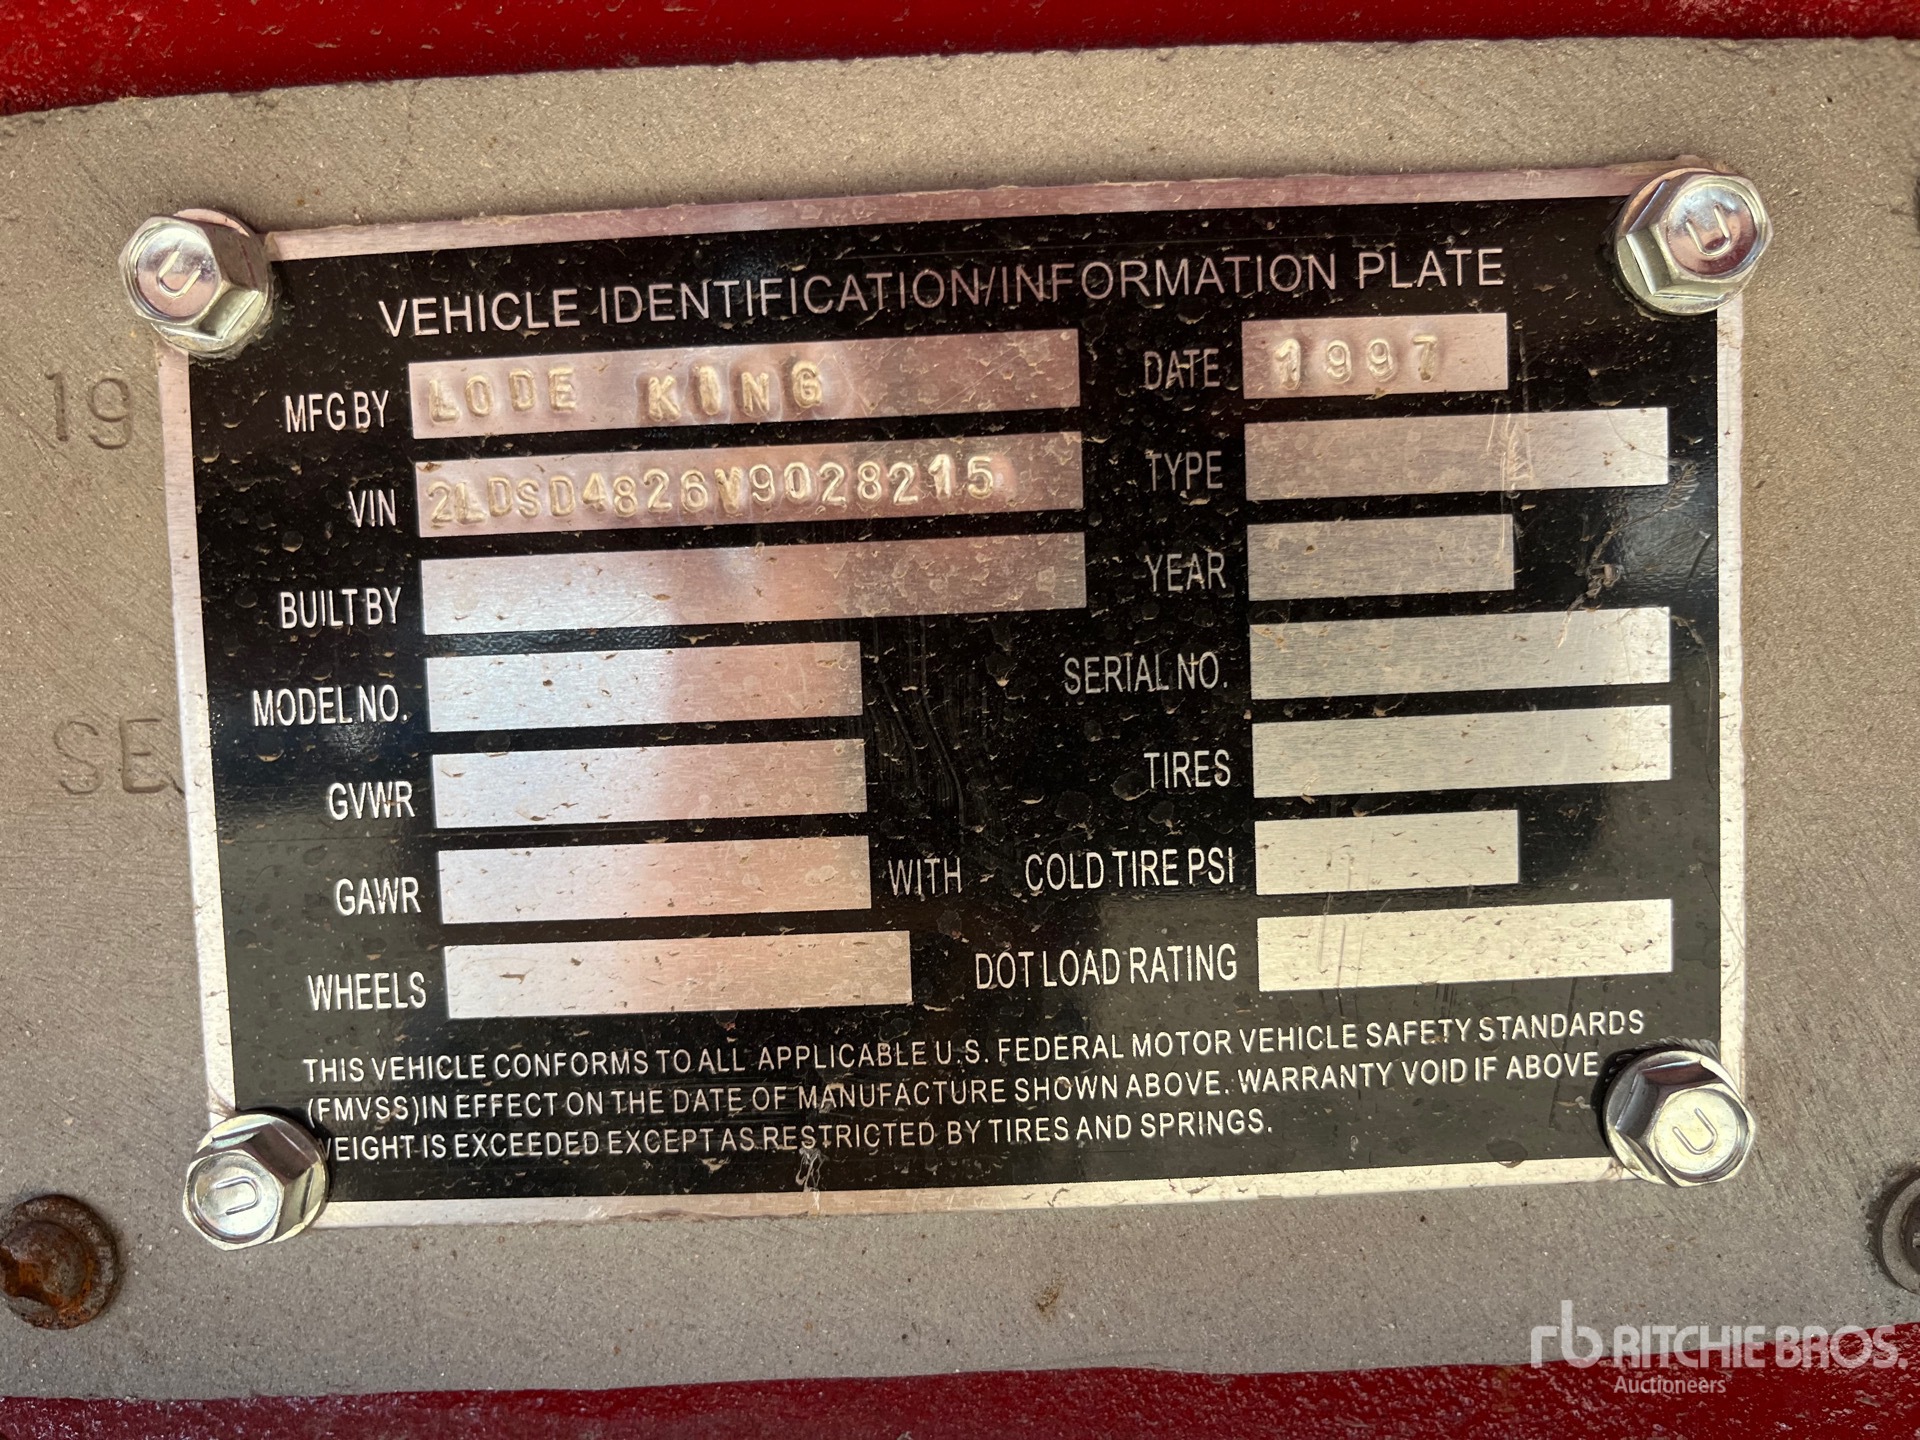 VEHICLE IDENTIFICATION/INFORMATION PLATE
MFG BY LODE KING DATE 1997
VIN 2LDSD4826V9028215 TYPE
BUILT BY YEAR
MODEL NO. SERIAL NO.
GVWR TIRES
GAWR WITH COLD TIRE PSI
WHEELS DOT LOAD RATING
THIS VEHICLE CONFORMS TO ALL APPLICABLE U.S. FEDERAL MOTOR VEHICLE SAFETY STANDARDS
(FMVSS) IN EFFECT ON THE DATE OF MANUFACTURE SHOWN ABOVE. WARRANTY VOID IF ABOVE
WEIGHT IS EXCEEDED EXCEPT AS RESTRICTED BY TIRES AND SPRINGS.
19
SE
rb RITCHIE BROS.
Auctioneers